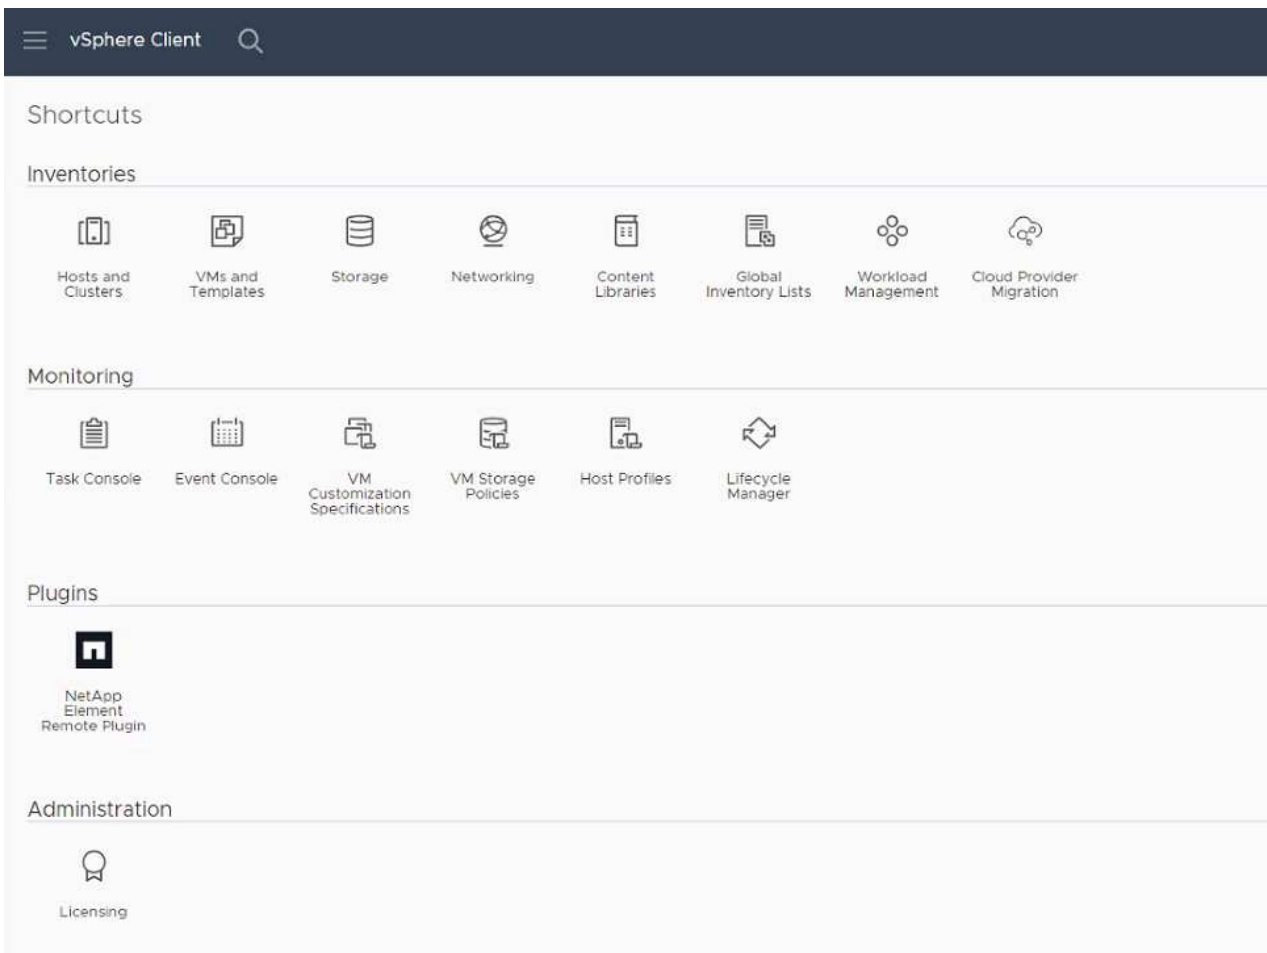 vSphere Client
Shortcuts
Inventories
Hosts and
Clusters
VMs and
Templates
Storage
Networking
Content
Libraries
Global
Inventory Lists
Workload
Management
Cloud Provider
Migration
Monitoring
Task Console
Event Console
VM
Customization
Specifications
VM Storage
Policies
Host Profiles
Lifecycle
Manager
Plugins
NetApp
Element
Remote Plugin
Administration
Licensing